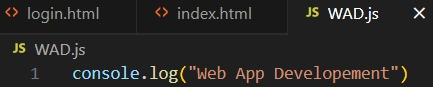 <> login.html <> index.html JS WAD.js ×
JS WAD.js
1 console.log("Web App Developement")